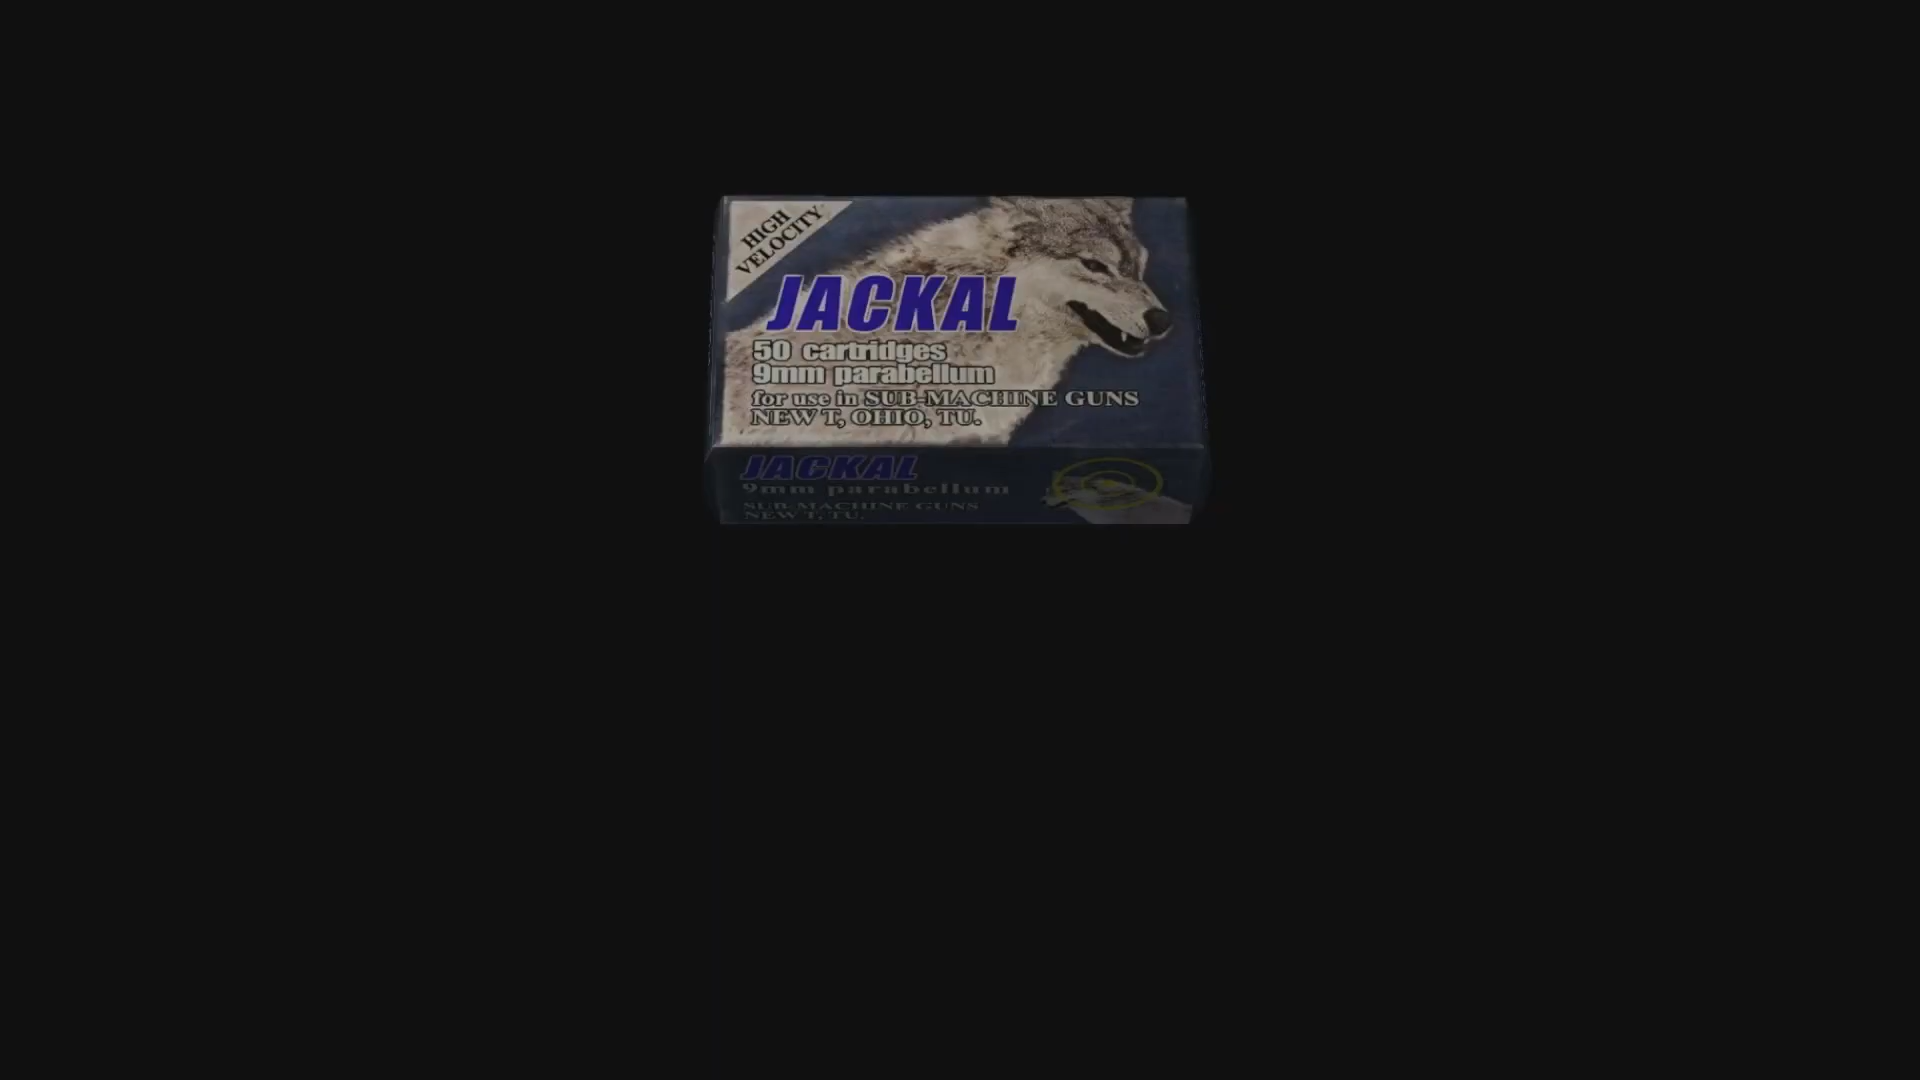 HIGH
VELOCITY
JACKAL
50 cartridges
9mm parabellum
for use in SUB-MACHINE GUNS
NEW T, OHIO, TU.
JACKAL
9mm parabellum
SUB-MACHINE GUNS
NEW T, TU.